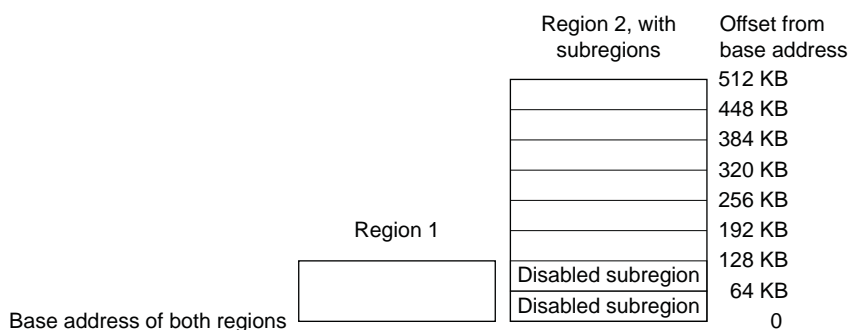 Region 2, with
subregions
Offset from
base address
512 KB
448 KB
384 KB
320 KB
256 KB
192 KB
Region 1
128 KB
Disabled subregion
64 KB
Disabled subregion
Base address of both regions
0